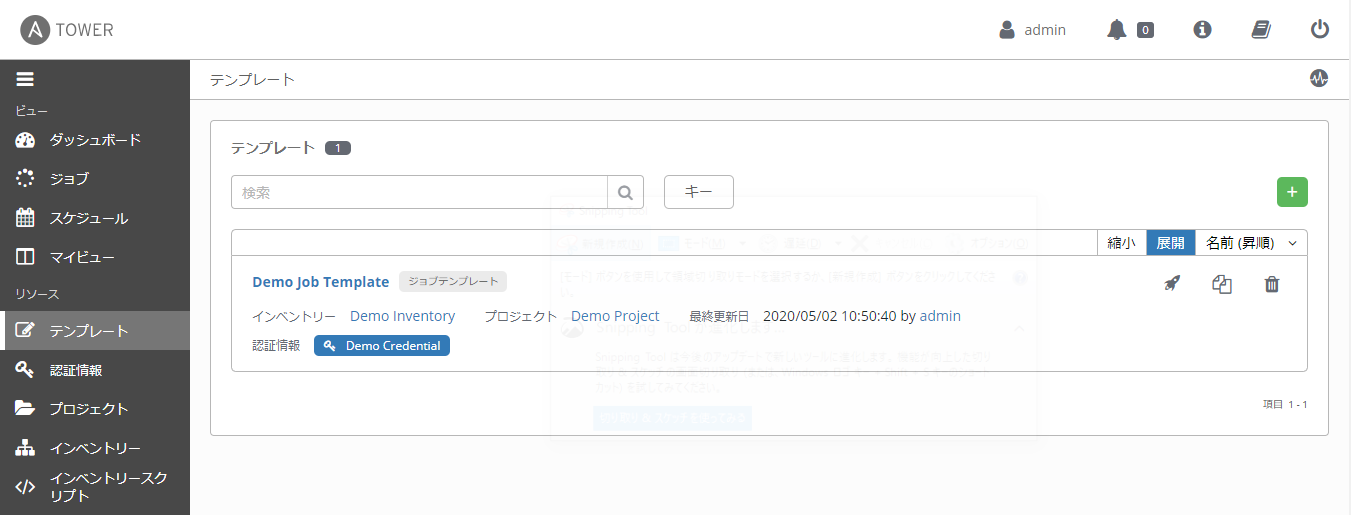 TOWER
admin
0
テンプレート
ビュー
ダッシュボード
ジョブ
スケジュール
マイビュー
リソース
テンプレート
認証情報
プロジェクト
インベントリー
インベントリースク
リプト
テンプレート 1
検索
キー
+
縮小 展開 名前 (昇順)
Demo Job Template ジョブテンプレート
インベントリー Demo Inventory プロジェクト Demo Project 最終更新日 2020/05/02 10:50:40 by admin
認証情報 Demo Credential
項目 1 - 1